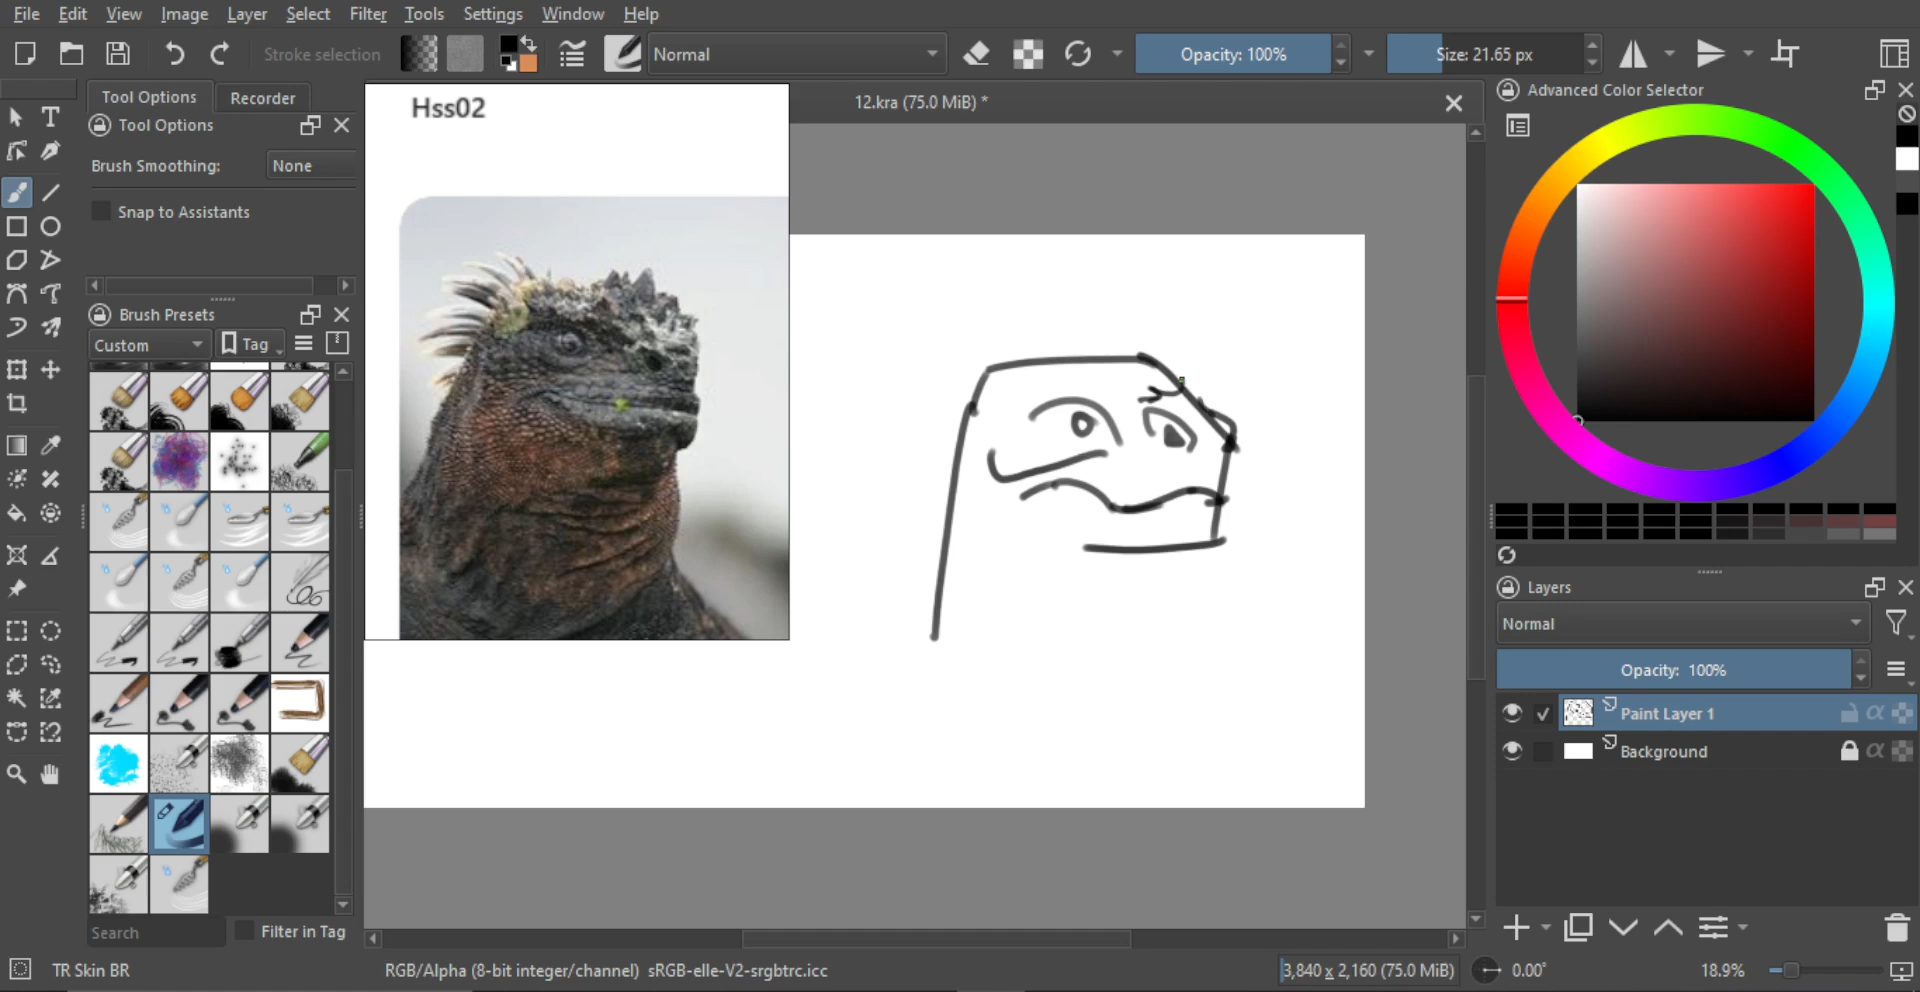 File Edit View Image Layer Select Filter Tools Settings Window Help
Stroke selection
Normal
Opacity: 100%
Size: 21.65 px
Tool Options
Recorder
Hss02
12.kra (75.0 MiB) *
Advanced Color Selector
Tool Options
Brush Smoothing:
None
Snap to Assistants
Brush Presets
Custom
Tag
Layers
Normal
Opacity: 100%
Paint Layer 1
Background
Search
Filter in Tag
TR Skin BR
RGB/Alpha (8-bit integer/channel) sRGB-elle-V2-srgbtrc.icc
3,840 x 2,160 (75.0 MiB)
0.00°
18.9%